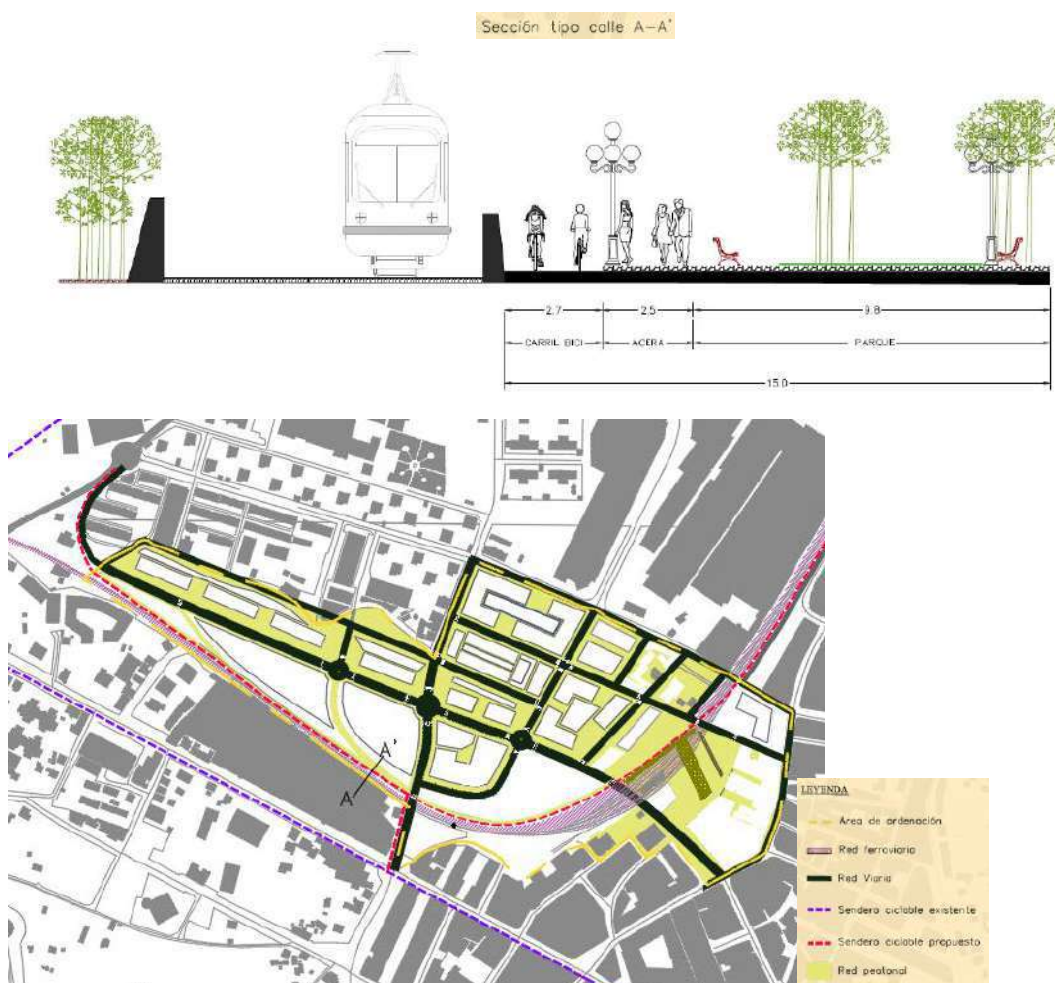 Sección tipo calle A-A'
2.7
2.5
9.8
CARRIL BICI
ACERA
PARQUE
15.0
A'
A
LEYENDA
Area de ordenación
Red ferroviaria
Red Viaria
Sendero ciclable existente
Sendero ciclable propuesto
Red peatonal